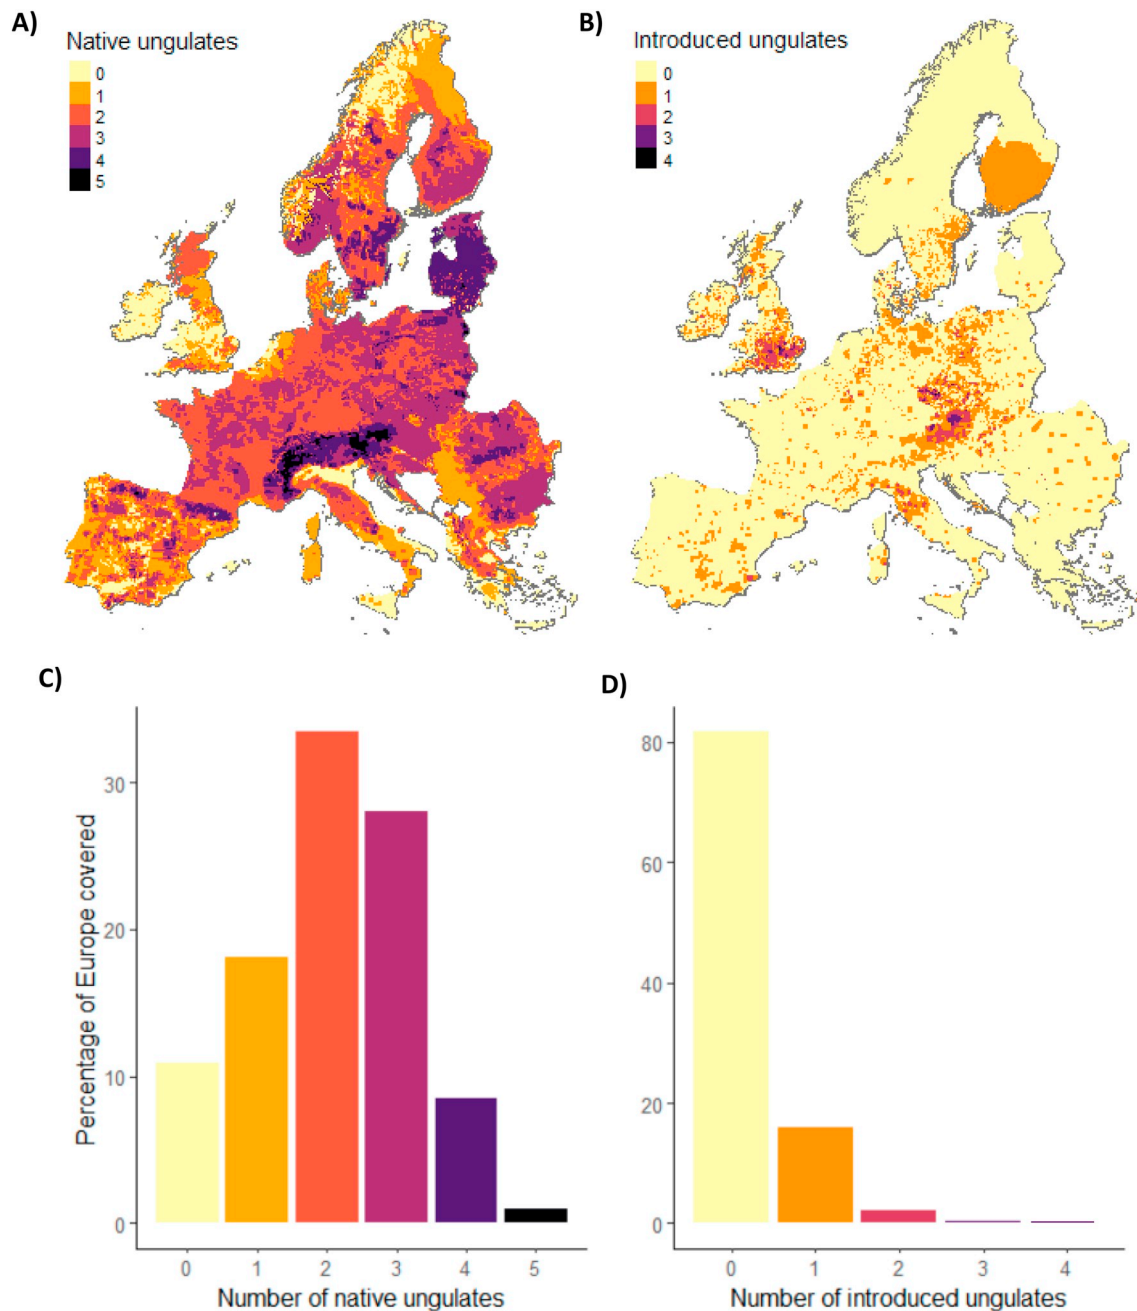 A)
Native ungulates
0
1
2
3
4
5
B)
Introduced ungulates
0
1
2
3
4
C)
Percentage of Europe covered
30
20
10
0
0 1 2 3 4 5
Number of native ungulates
D)
80
60
40
20
0
0 1 2 3 4
Number of introduced ungulates